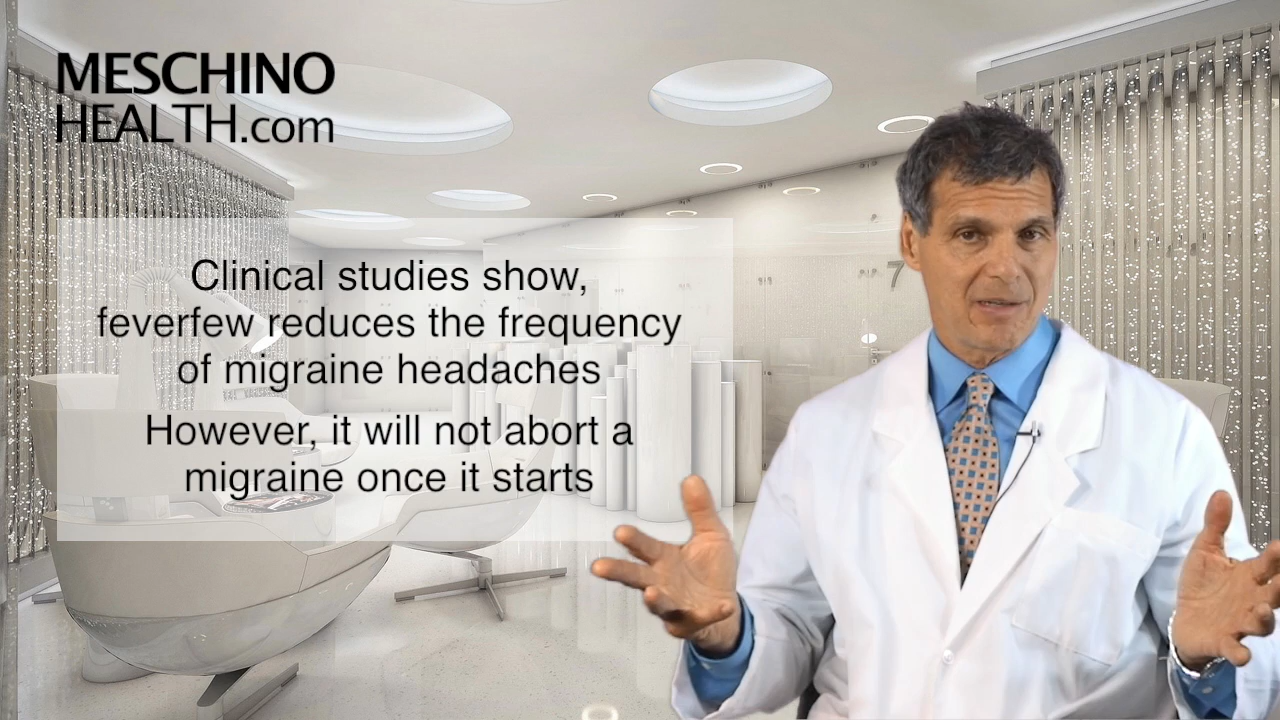 MESCHINO
HEALTH.com
Clinical studies show,
feverfew reduces the frequency
of migraine headaches
However, it will not abort a
migraine once it starts
7